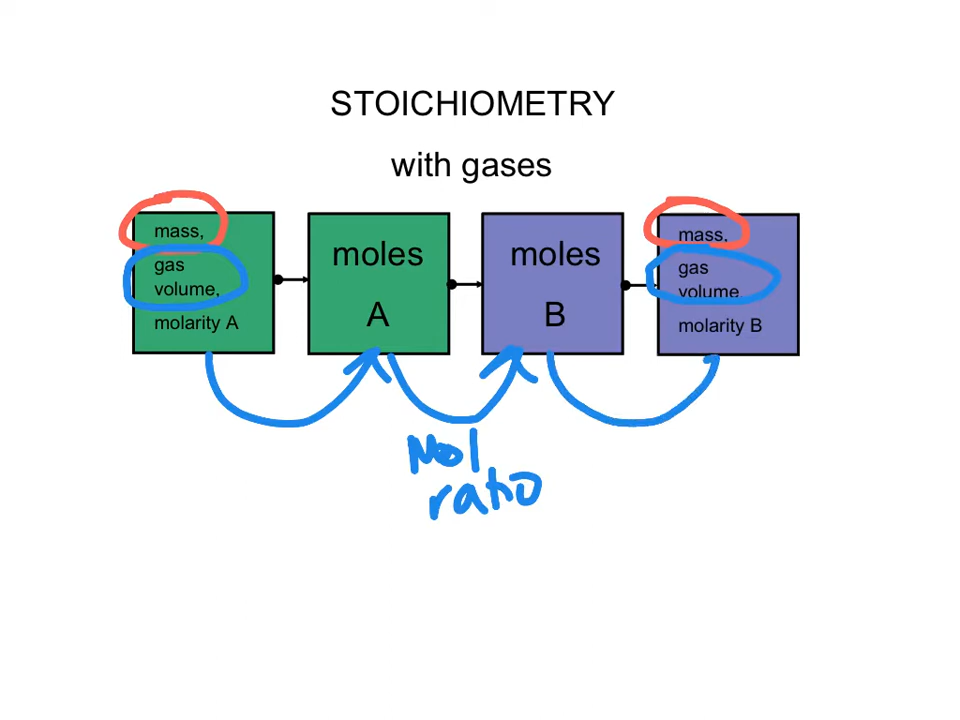 STOICHIOMETRY
with gases
mass,
gas
volume,
molarity A
moles
A
moles
B
mass,
gas
volume
molarity B
Mol
ratio